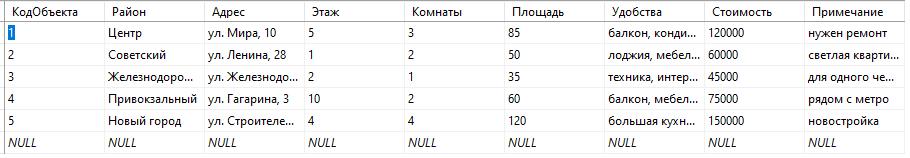 КодОбъекта Район Адрес Этаж Комнаты Площадь Удобства Стоимость Примечание
1 Центр ул. Мира, 10 5 3 85 балкон, конди... 120000 нужен ремонт
2 Советский ул. Ленина, 28 1 2 50 лоджия, мебел... 60000 светлая кварти...
3 Железнодоро... ул. Железнодо... 2 1 35 техника, интер... 45000 для одного че...
4 Привокзальный ул. Гагарина, 3 10 2 60 балкон, мебел... 75000 рядом с метро
5 Новый город ул. Строителе... 4 4 120 большая кухн... 150000 новостройка
NULL NULL NULL NULL NULL NULL NULL NULL NULL